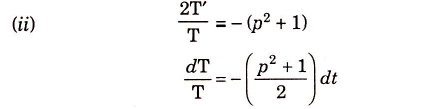 (ii) 2T′/T = – (p² + 1)
dT/T = –((p² + 1)/2) dt